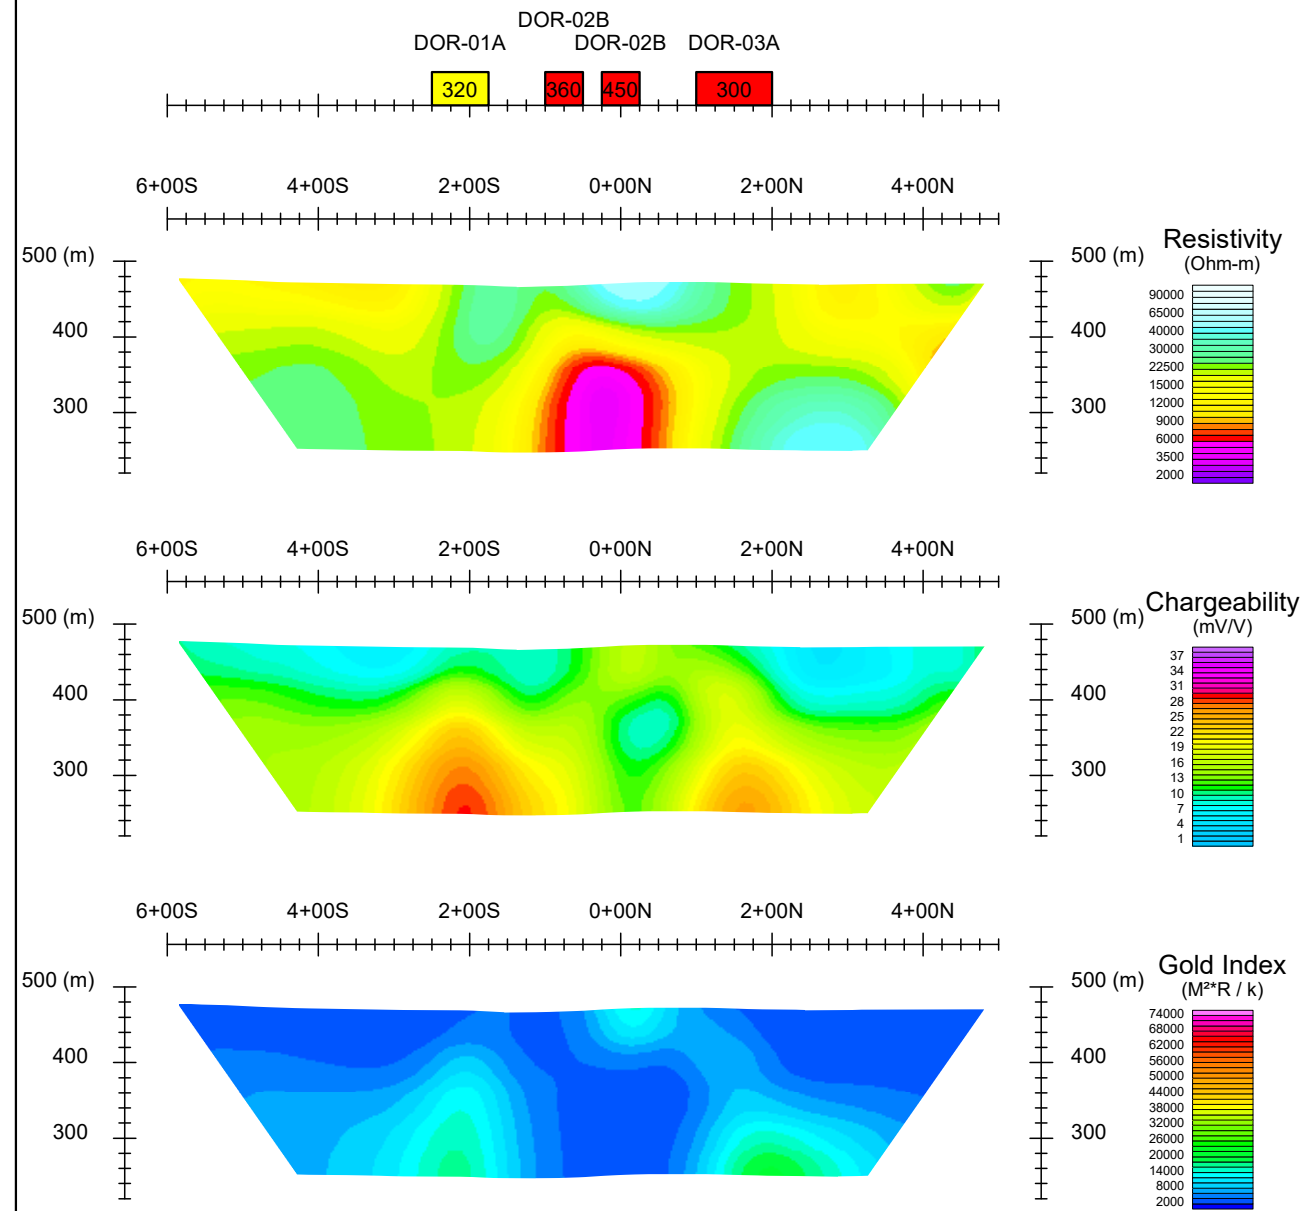 DOR-02B
DOR-01A DOR-02B DOR-03A
320 360 450 300
6+00S 4+00S 2+00S 0+00N 2+00N 4+00N
500 (m) 500 (m)
400 400
300 300
Resistivity
(Ohm-m)
90000
65000
40000
30000
22500
15000
12000
9000
6000
3500
2000
6+00S 4+00S 2+00S 0+00N 2+00N 4+00N
500 (m) 500 (m)
400 400
300 300
Chargeability
(mV/V)
37
34
31
28
25
22
19
16
13
10
7
4
1
6+00S 4+00S 2+00S 0+00N 2+00N 4+00N
500 (m) 500 (m)
400 400
300 300
Gold Index
(M²*R / k)
74000
68000
62000
56000
50000
44000
38000
32000
26000
20000
14000
8000
2000